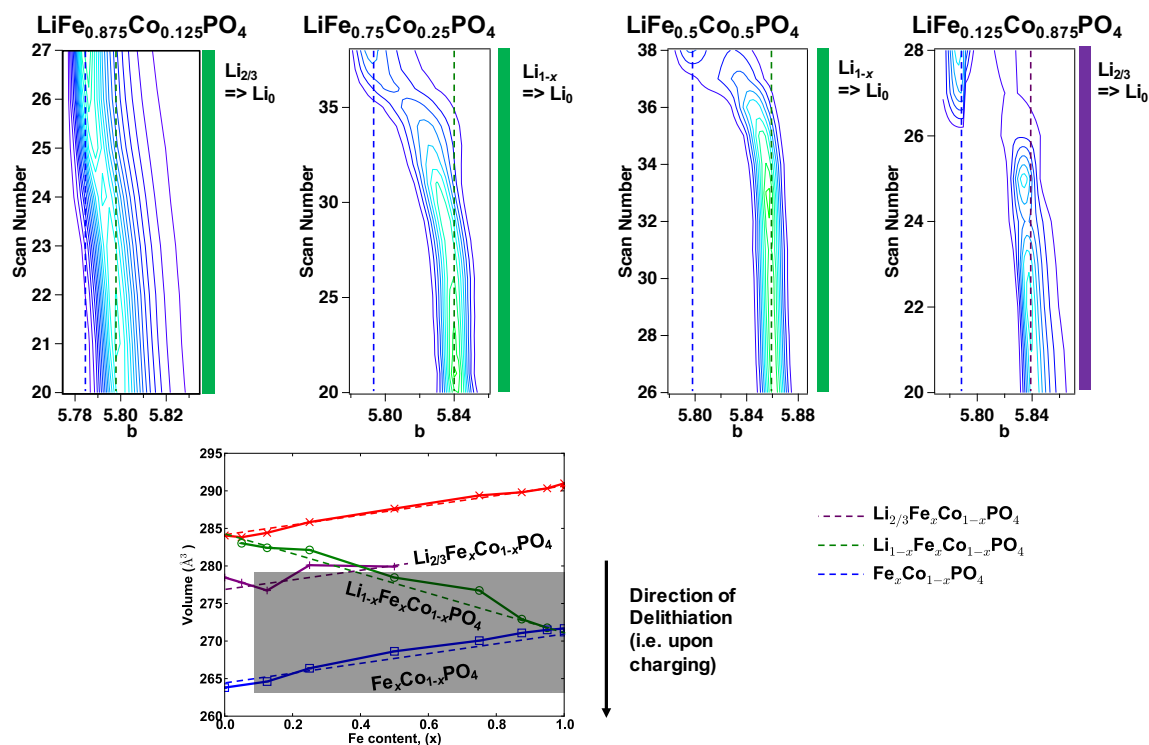 LiFe0.875Co0.125PO4
27
26
25
24
23
22
21
20
Scan Number
5.78
5.80
5.82
b
Li2/3
=> Li0
LiFe0.75Co0.25PO4
35
30
25
20
Scan Number
5.80
5.84
b
Li1-x
=> Li0
LiFe0.5Co0.5PO4
38
36
34
32
30
28
26
Scan Number
5.80
5.84
5.88
b
Li1-x
=> Li0
LiFe0.125Co0.875PO4
28
26
24
22
20
Scan Number
5.80
5.84
b
Li2/3
=> Li0
295
290
285
280
275
270
265
260
Volume (Å3)
0.0
0.2
0.4
0.6
0.8
1.0
Fe content, (x)
Li2/3FexCo1-xPO4
Li1-xFexCo1-xPO4
FexCo1-xPO4
Direction of
Delithiation
(i.e. upon
charging)
Li2/3FexCo1−xPO4
Li1−xFexCo1−xPO4
FexCo1−xPO4